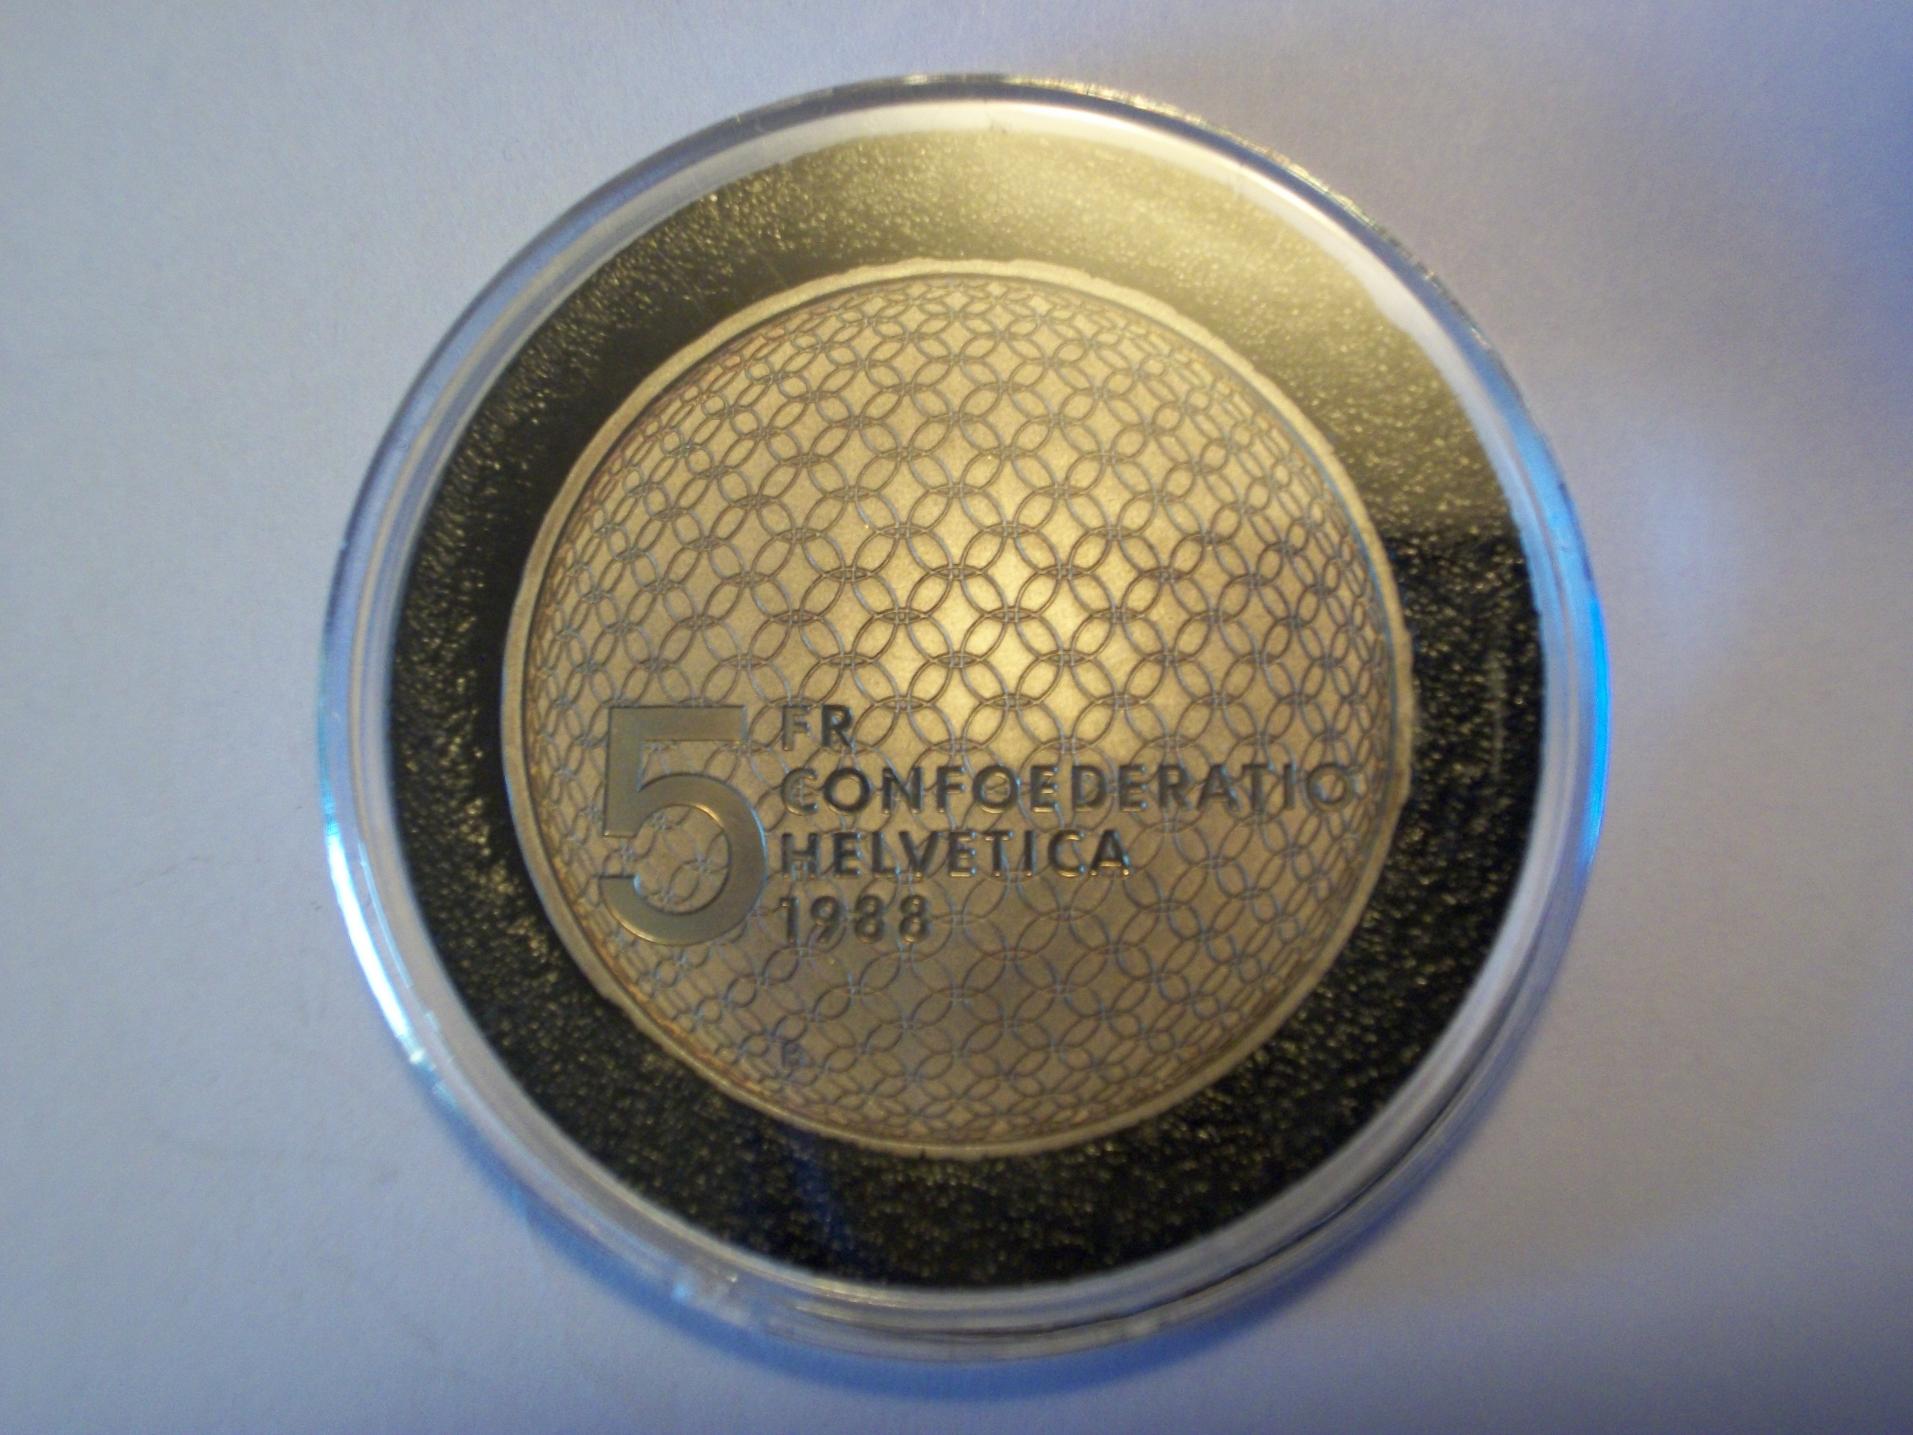 5 FR
CONFOEDERATIO
HELVETICA
1988
B